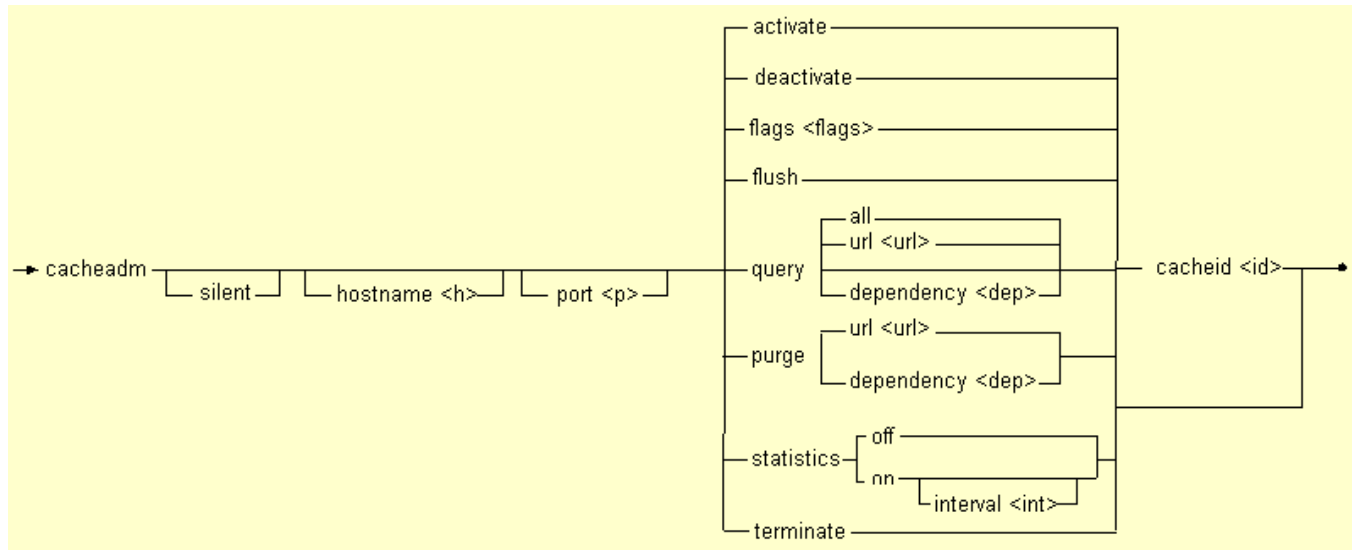 activate
deactivate
flags <flags>
flush
all
url <url>
cacheadm
query
cacheid <id>
silent
hostname <h>
port <p>
dependency <dep>
url <url>
purge
dependency <dep>
off
statistics
on
interval <int>
terminate